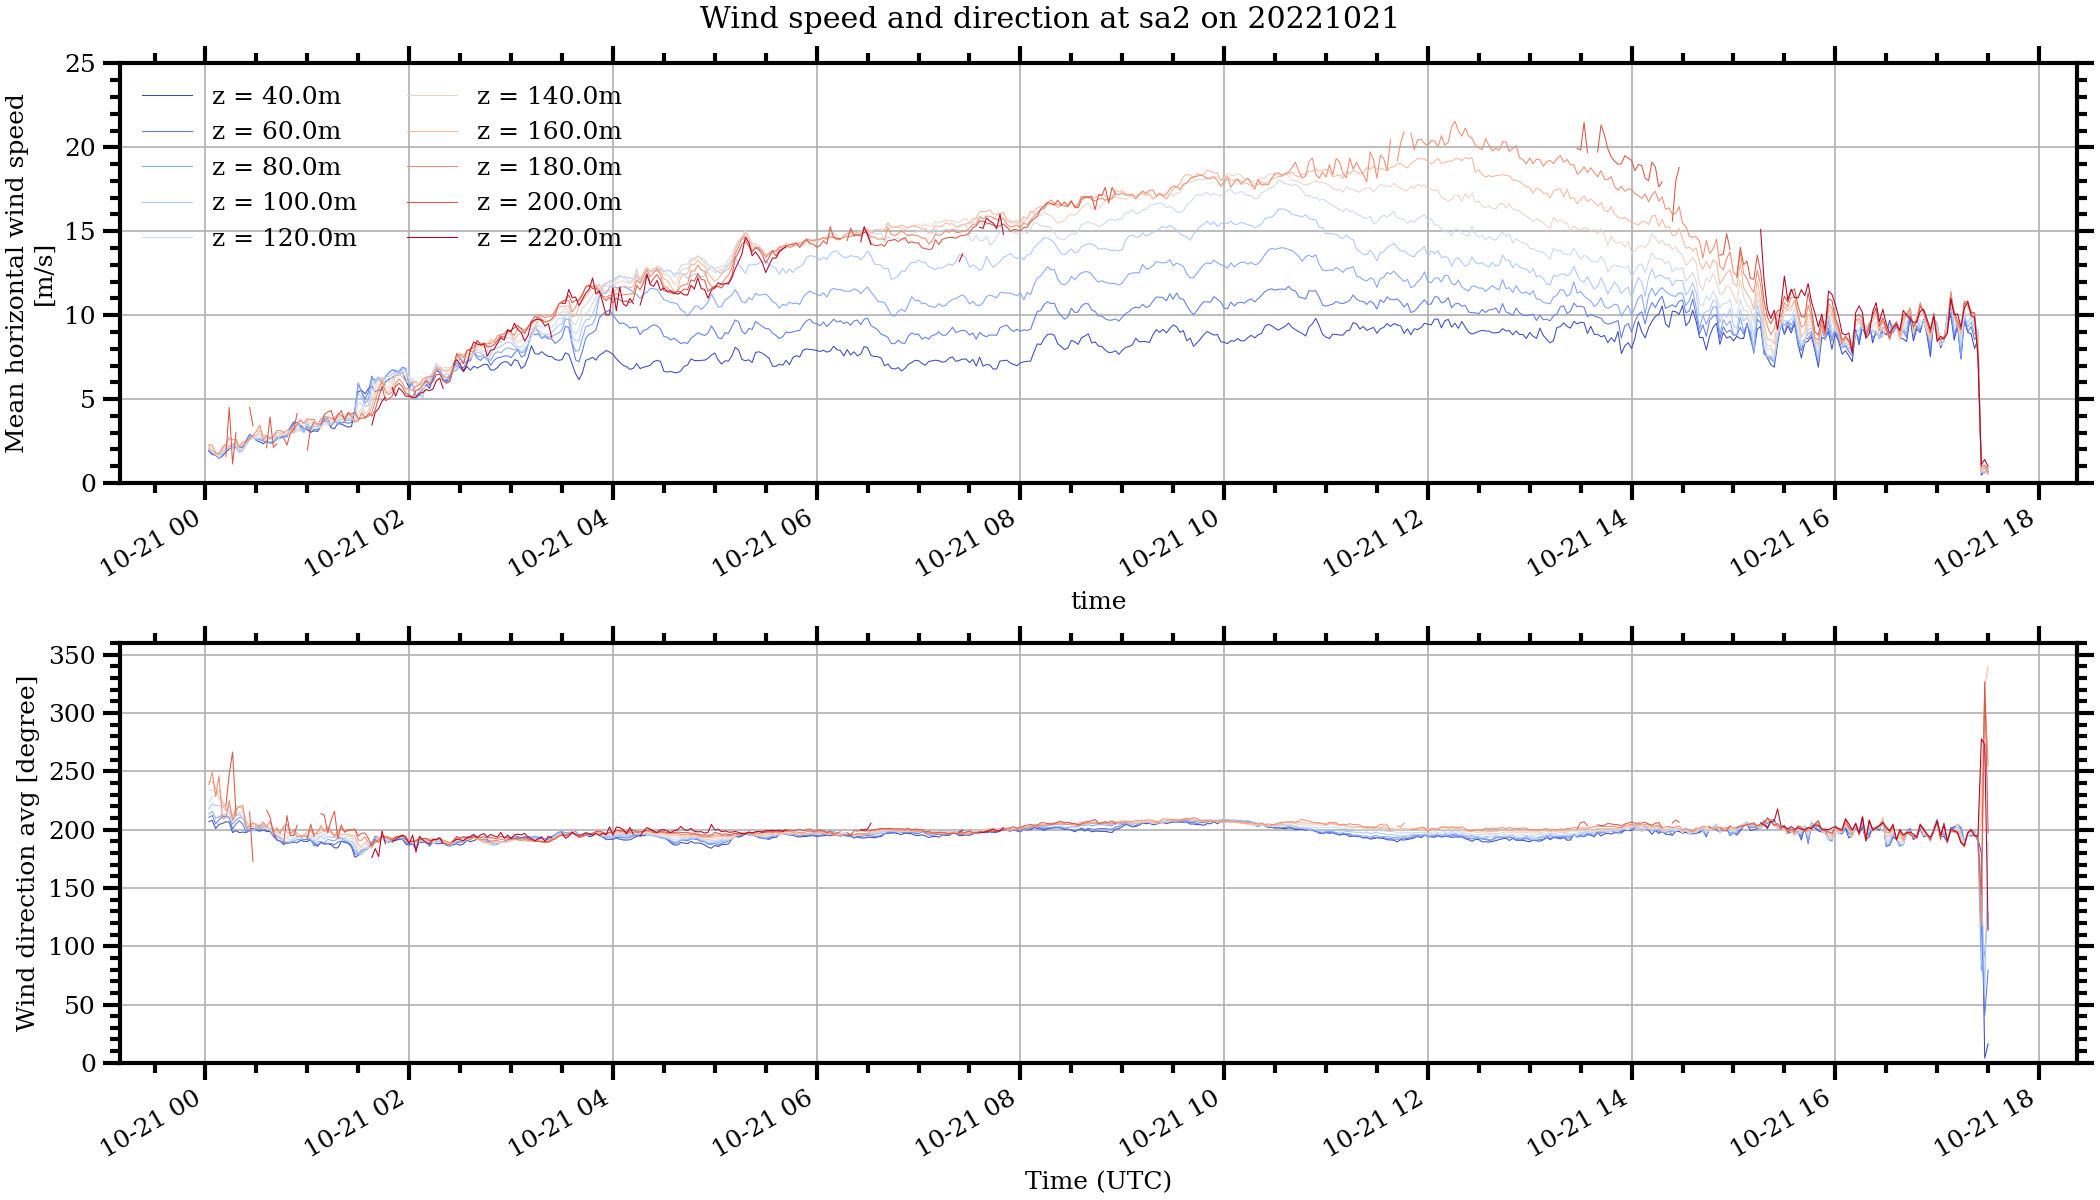 Wind speed and direction at sa2 on 20221021
Mean horizontal wind speed
[m/s]
25
20
15
10
5
0
z = 40.0m
z = 60.0m
z = 80.0m
z = 100.0m
z = 120.0m
z = 140.0m
z = 160.0m
z = 180.0m
z = 200.0m
z = 220.0m
10-21 00
10-21 02
10-21 04
10-21 06
10-21 08
10-21 10
10-21 12
10-21 14
10-21 16
10-21 18
time
Wind direction avg [degree]
350
300
250
200
150
100
50
0
10-21 00
10-21 02
10-21 04
10-21 06
10-21 08
10-21 10
10-21 12
10-21 14
10-21 16
10-21 18
Time (UTC)